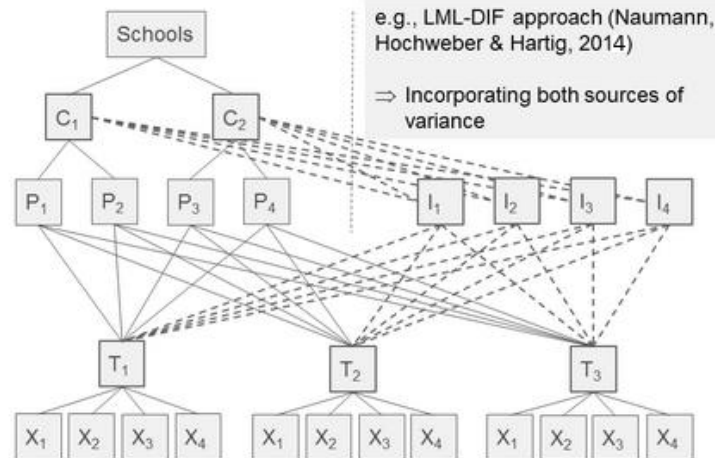 e.g., LML-DIF approach (Naumann,
Hochweber & Hartig, 2014)
⇒ Incorporating both sources of
variance
Schools
C₁ C₂
P₁ P₂ P₃ P₄ I₁ I₂ I₃ I₄
T₁ T₂ T₃
X₁ X₂ X₃ X₄ X₁ X₂ X₃ X₄ X₁ X₂ X₃ X₄